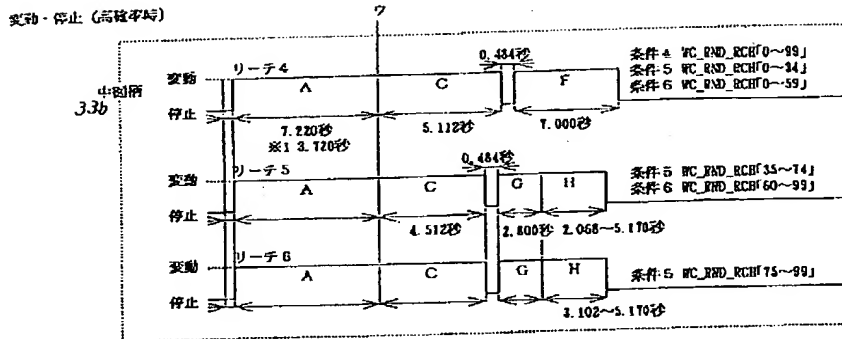 変動・停止 (高確率時)
ウ
0.484秒
リーチ4
条件4 WC_RND_RCH「0~99」
変動
A
C
F
条件5 WC_RND_RCH「0~34」
中図柄
条件6 WC_RND_RCH「0~59」
33b
停止
7.220秒
5.112秒
7.000秒
※1 3.720秒
0.484秒
リーチ5
条件5 WC_RND_RCH「35~74」
変動
A
C
G
H
条件6 WC_RND_RCH「60~99」
停止
4.512秒
2.800秒
2.068~5.170秒
リーチ6
変動
A
C
G
H
条件5 WC_RND_RCH「75~99」
停止
3.102~5.170秒